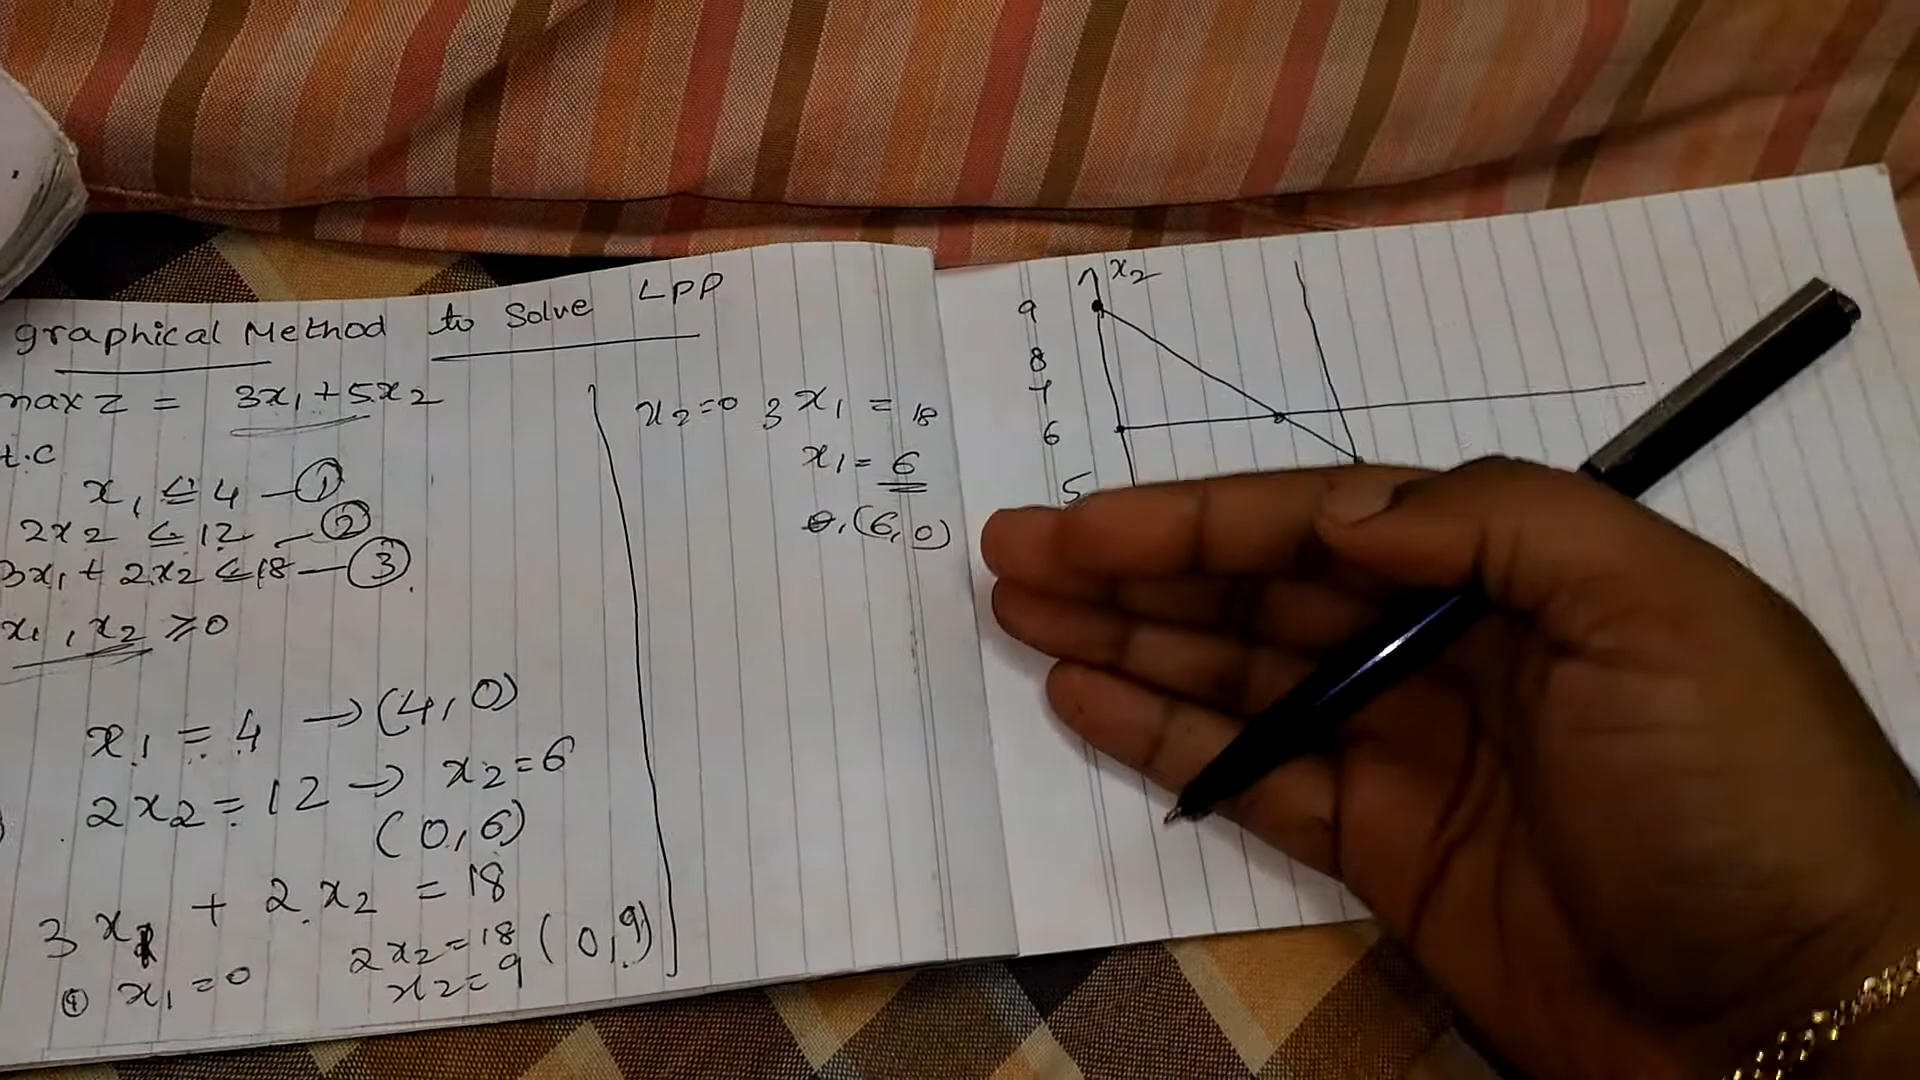 graphical Method to Solve LPP
max z = 3x₁ + 5x₂
t.c
x₁ ≤ 4 — ①
2x₂ ≤ 12 — ②
3x₁ + 2x₂ ≤ 18 — ③
x₁, x₂ ≥ 0
x₁ = 4 → (4, 0)
2x₂ = 12 → x₂ = 6
(0, 6)
3x₁ + 2x₂ = 18
x₁ = 0
2x₂ = 18
x₂ = 9
(0, 9)
x₂ = 0 3x₁ = 18
x₁ = 6
(6, 0)
x₂
9
8
7
6
5